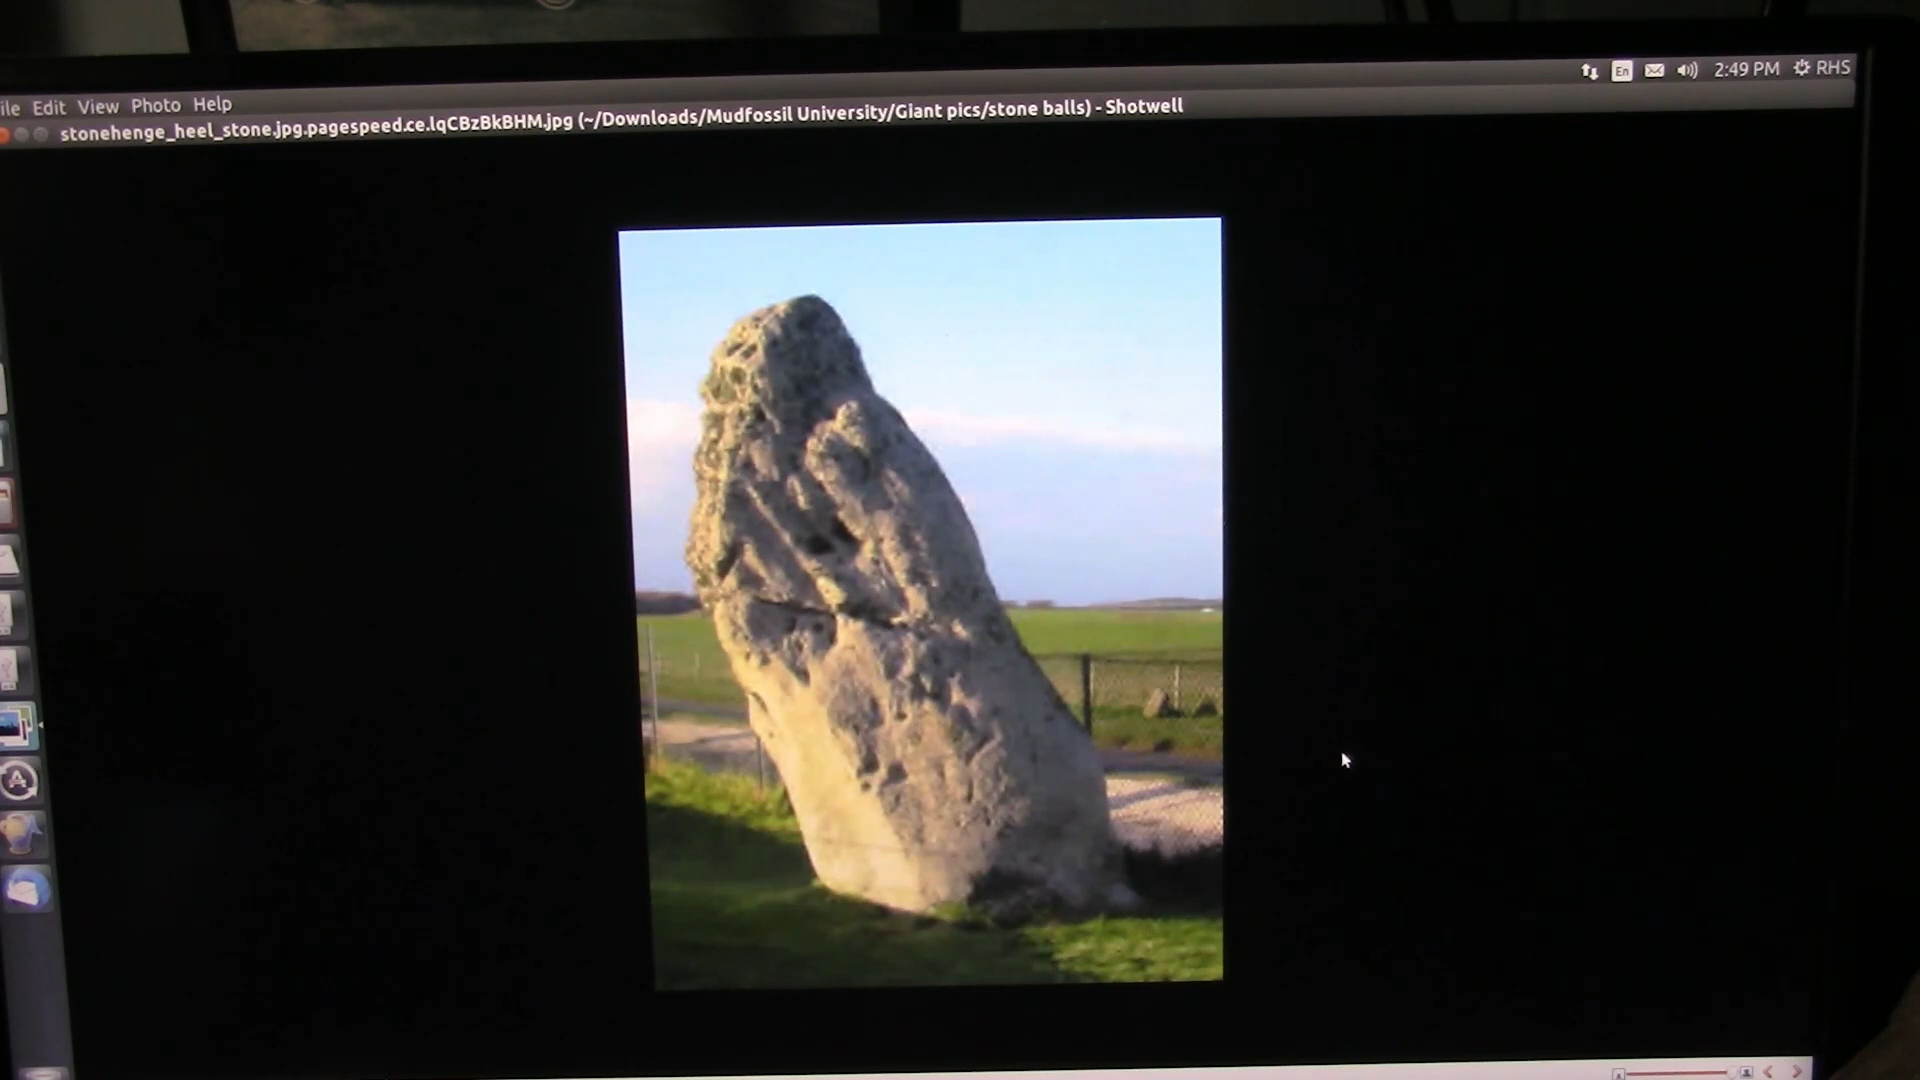 En 2:49 PM RHS
ile Edit View Photo Help
stonehenge_heel_stone.jpg.pagespeed.ce.lqCBzBkBHM.jpg (~/Downloads/Mudfossil University/Giant pics/stone balls) - Shotwell